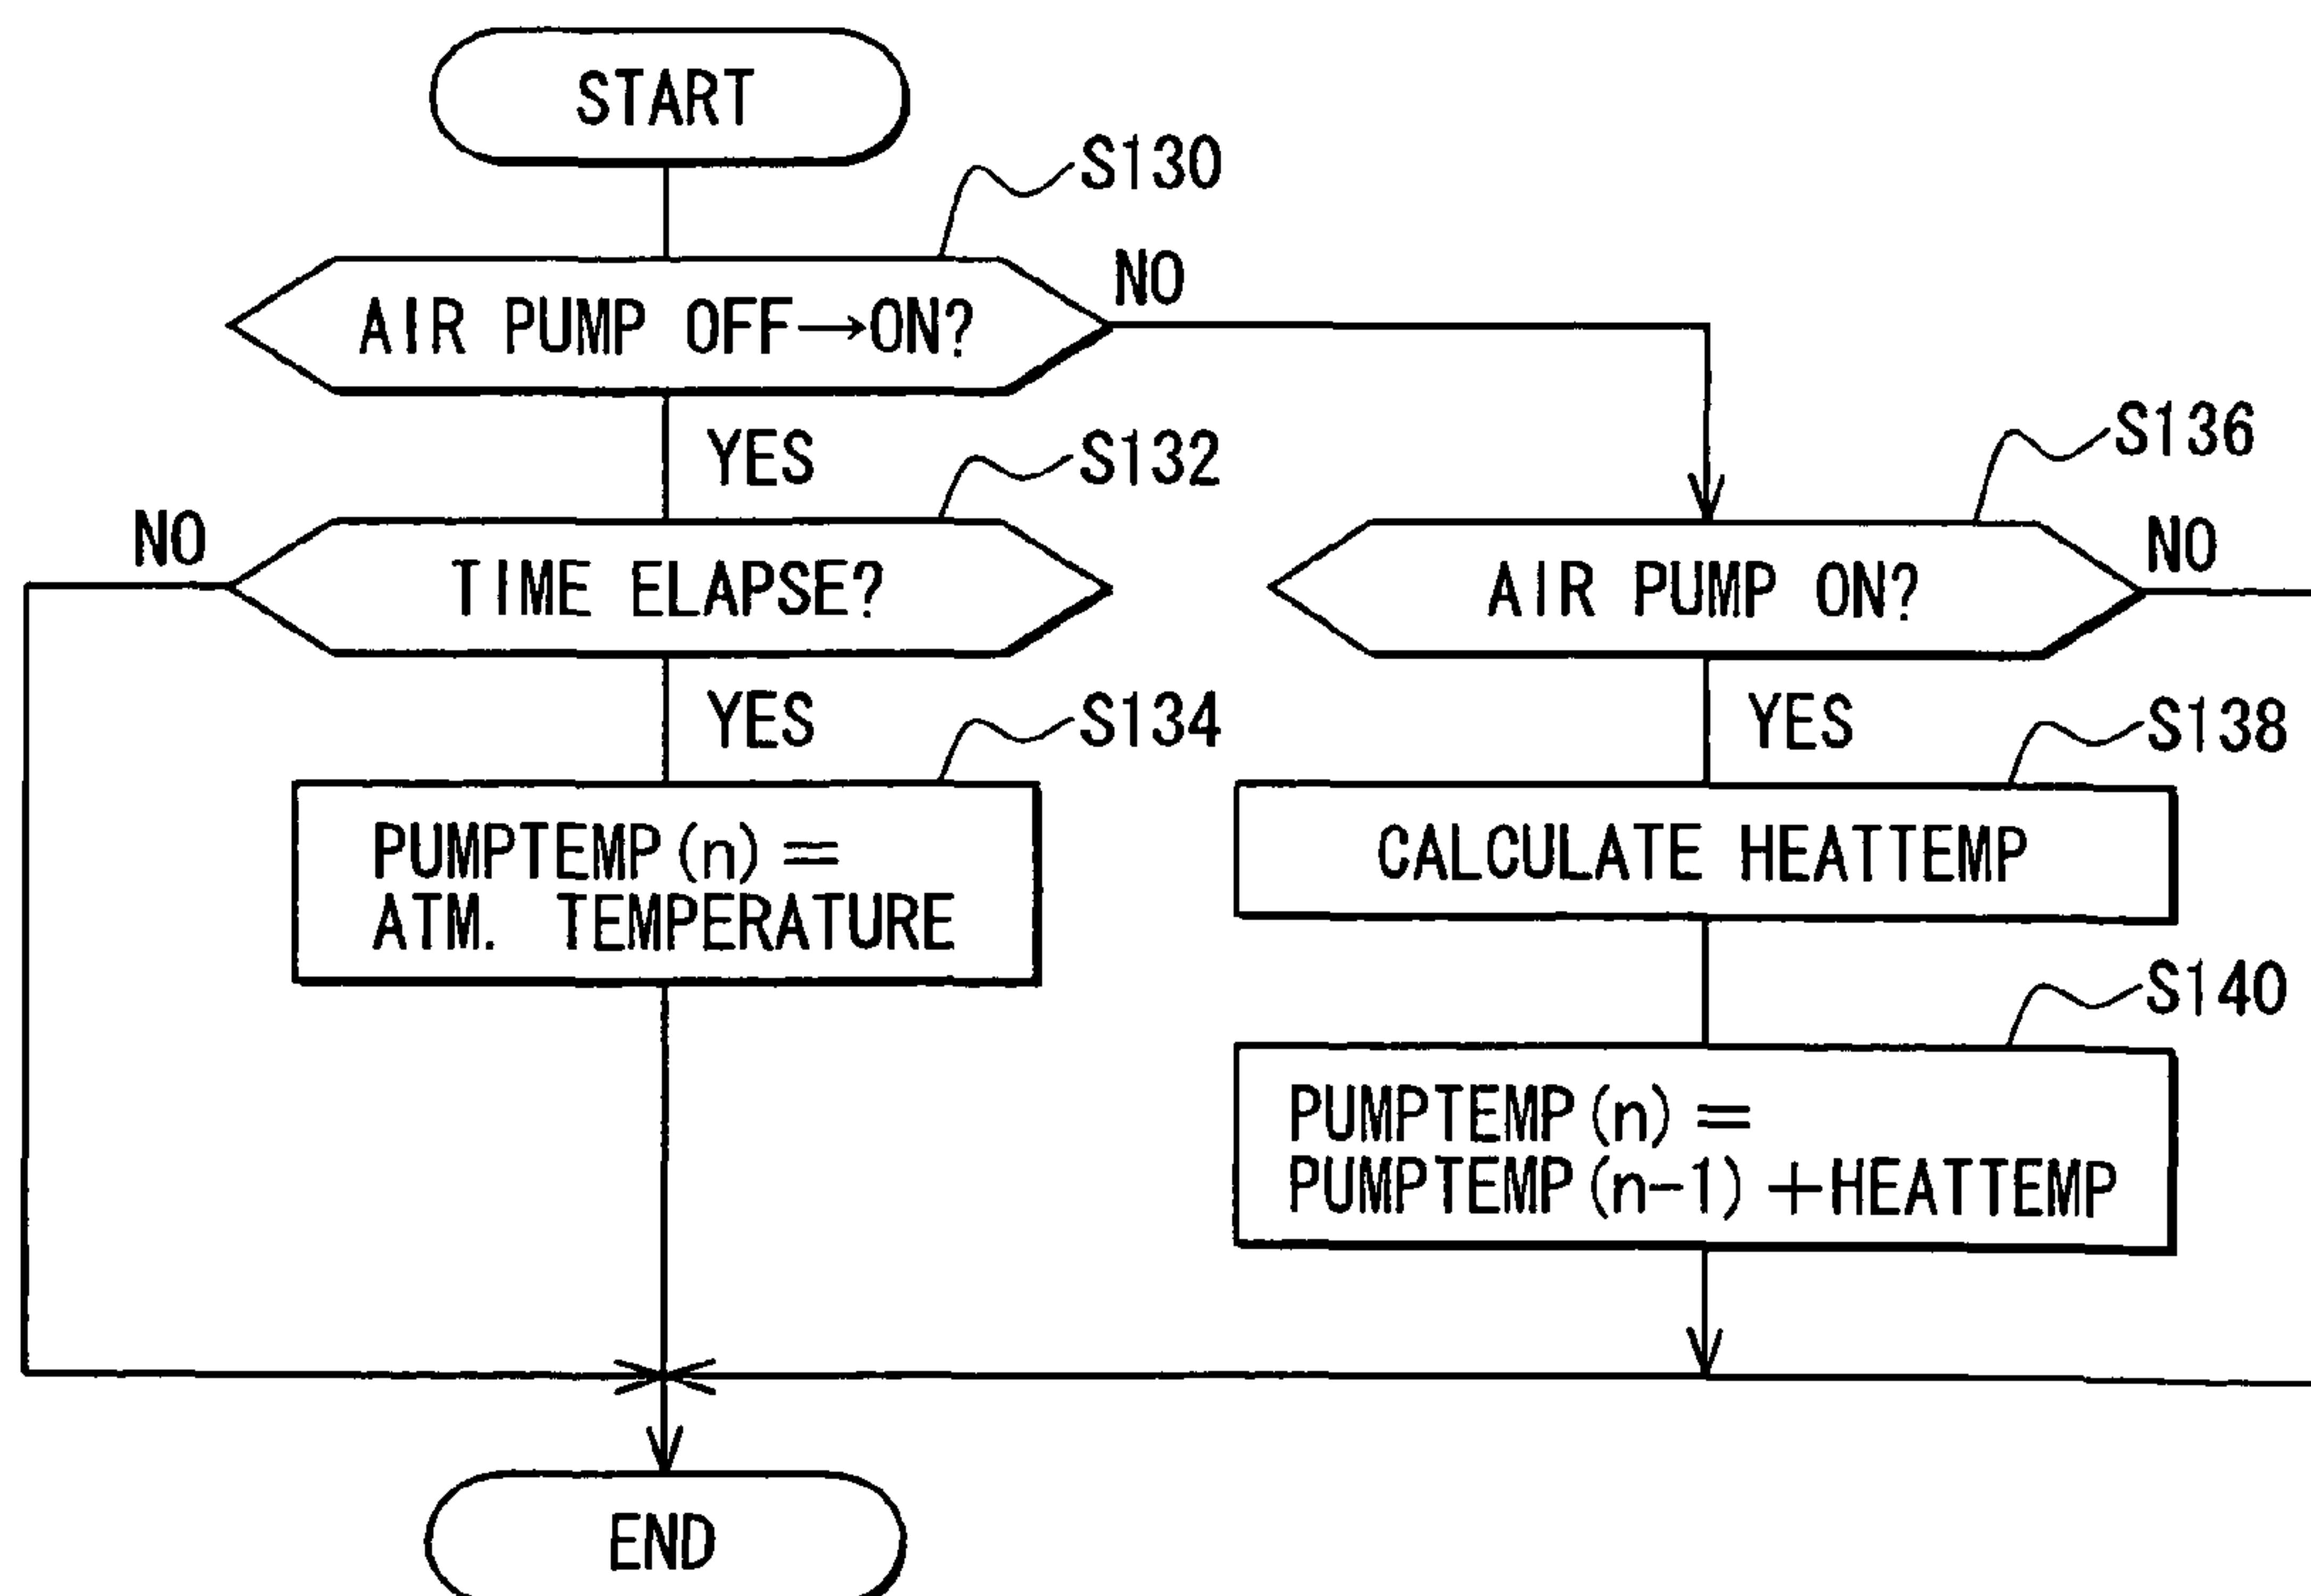 START
S130
AIR PUMP OFF→ON?
NO
YES
S132
NO
TIME ELAPSE?
YES
S134
PUMPTEMP(n)=
ATM. TEMPERATURE
S136
AIR PUMP ON?
NO
YES
S138
CALCULATE HEATTEMP
S140
PUMPTEMP(n)=
PUMPTEMP(n-1)+HEATTEMP
END